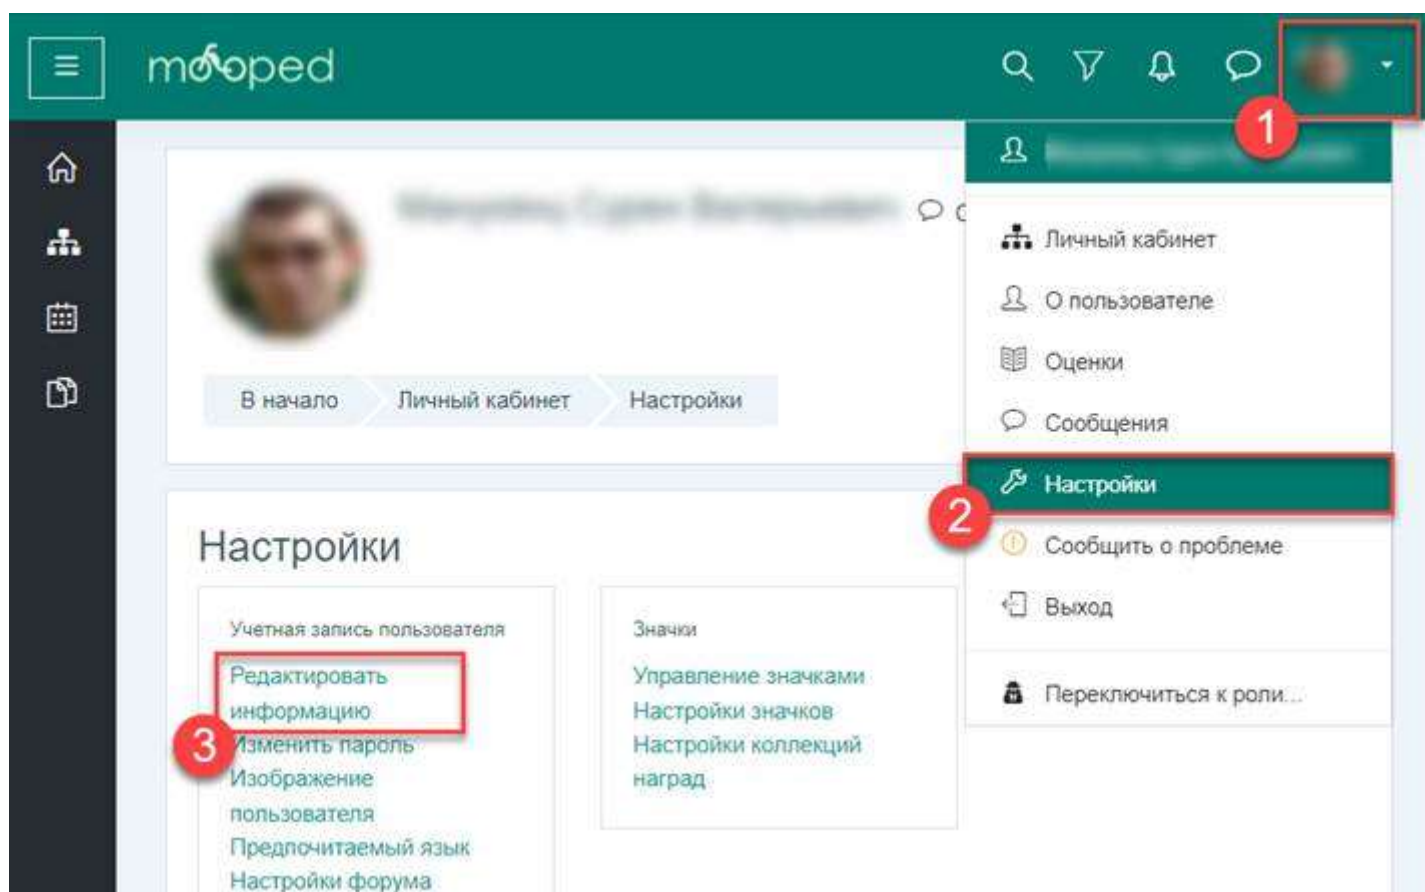 mooped
1
Личный кабинет
О пользователе
Оценки
Сообщения
Настройки
2
Сообщить о проблеме
Выход
Переключиться к роли...
В начало Личный кабинет Настройки
Настройки
Учетная запись пользователя
Редактировать
информацию
3
Изменить пароль
Изображение
пользователя
Предпочитаемый язык
Настройки форума
Значки
Управление значками
Настройки значков
Настройки коллекций
наград